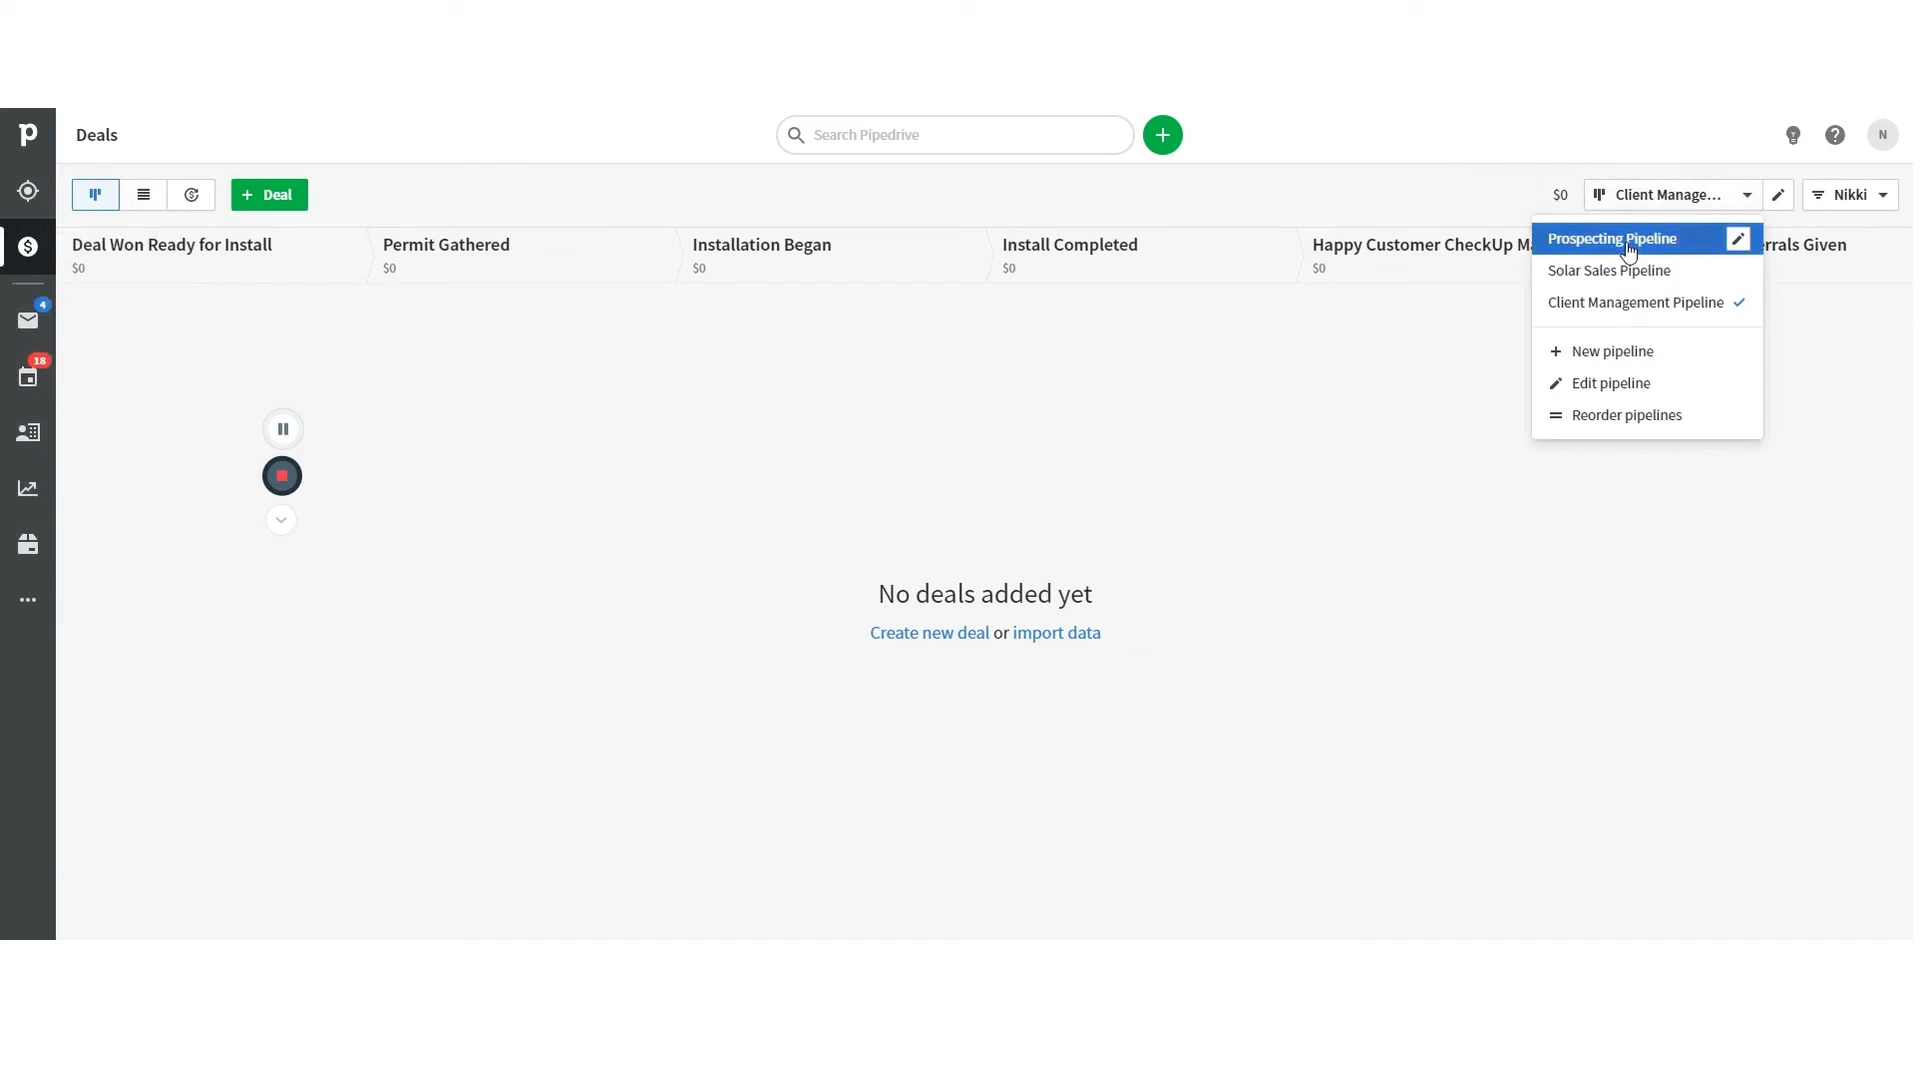 p
Deals
Search Pipedrive
N
+ Deal
$0
Client Manage...
Nikki
Deal Won Ready for Install
$0
Permit Gathered
$0
Installation Began
$0
Install Completed
$0
Happy Customer CheckUp Ma
$0
errals Given
Prospecting Pipeline
Solar Sales Pipeline
Client Management Pipeline
+ New pipeline
Edit pipeline
Reorder pipelines
4
18
No deals added yet
Create new deal or import data